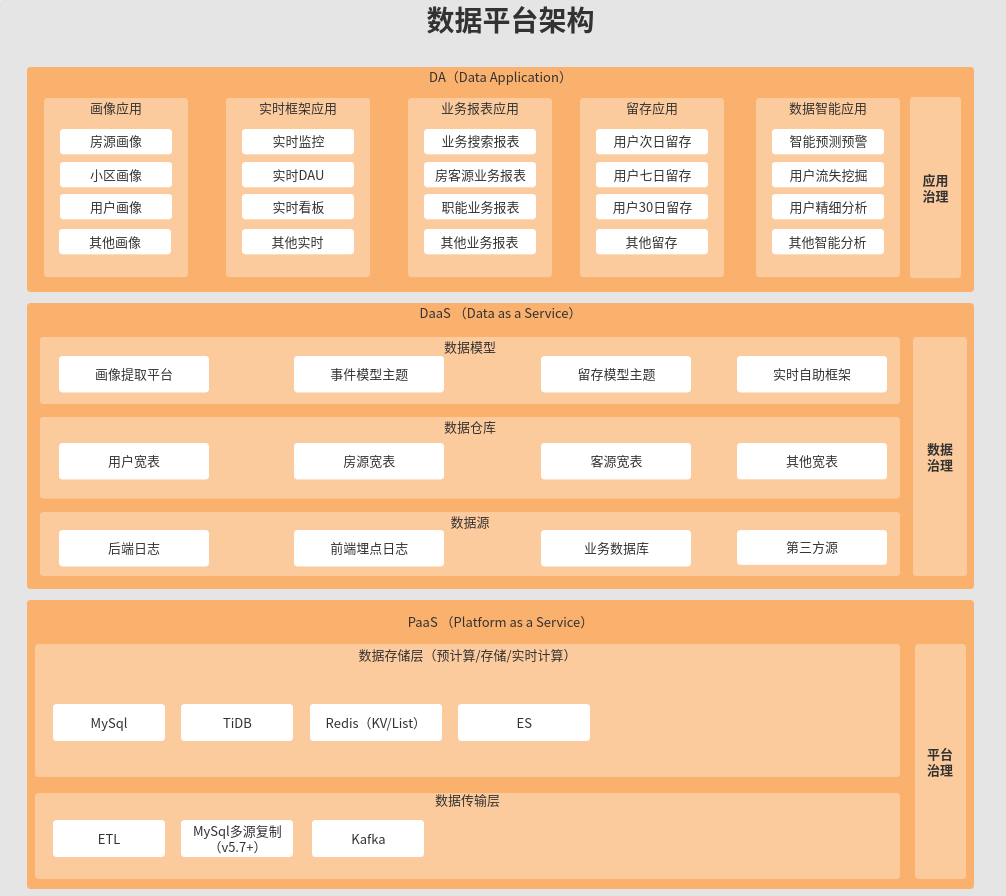 数据平台架构
DA（Data Application）
画像应用
房源画像
小区画像
用户画像
其他画像
实时框架应用
实时监控
实时DAU
实时看板
其他实时
业务报表应用
业务搜索报表
房客源业务报表
职能业务报表
其他业务报表
留存应用
用户次日留存
用户七日留存
用户30日留存
其他留存
数据智能应用
智能预测预警
用户流失挖掘
用户精细分析
其他智能分析
应用
治理
DaaS （Data as a Service）
数据模型
画像提取平台
事件模型主题
留存模型主题
实时自助框架
数据仓库
用户宽表
房源宽表
客源宽表
其他宽表
数据源
后端日志
前端埋点日志
业务数据库
第三方源
数据
治理
PaaS （Platform as a Service）
数据存储层（预计算/存储/实时计算）
MySql
TiDB
Redis（KV/List）
ES
数据传输层
ETL
MySql多源复制
（v5.7+）
Kafka
平台
治理